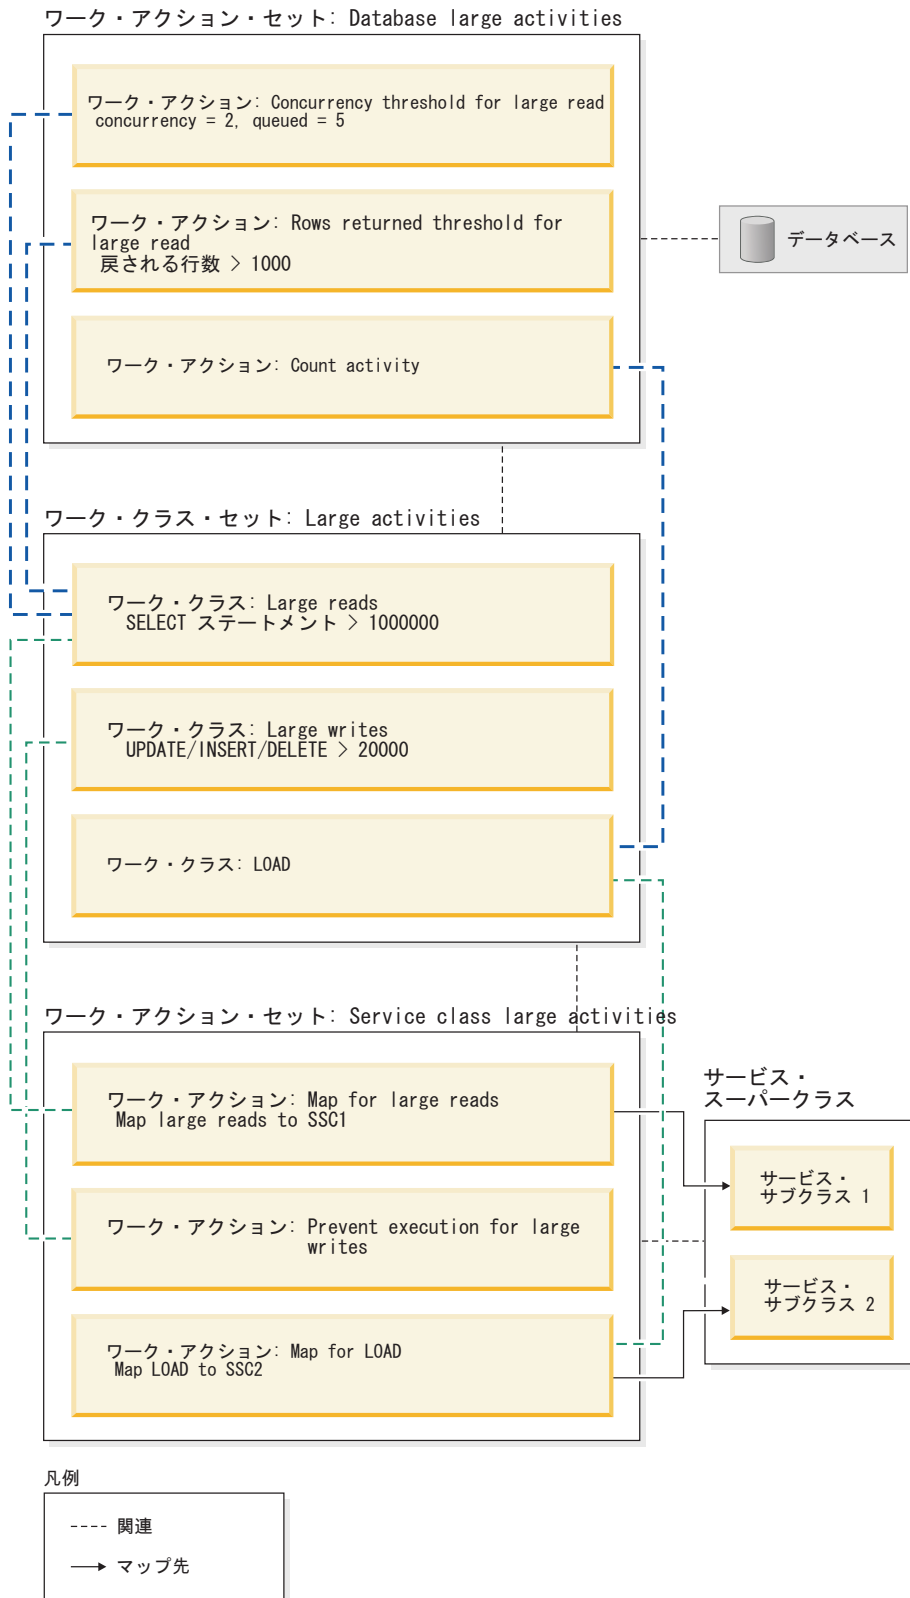 ワーク・アクション・セット: Database large activities
ワーク・アクション: Concurrency threshold for large read
concurrency = 2, queued = 5
ワーク・アクション: Rows returned threshold for
large read
戻される行数 > 1000
データベース
ワーク・アクション: Count activity
ワーク・クラス・セット: Large activities
ワーク・クラス: Large reads
SELECT ステートメント > 1000000
ワーク・クラス: Large writes
UPDATE/INSERT/DELETE > 20000
ワーク・クラス: LOAD
ワーク・アクション・セット: Service class large activities
ワーク・アクション: Map for large reads
Map large reads to SSC1
ワーク・アクション: Prevent execution for large
writes
ワーク・アクション: Map for LOAD
Map LOAD to SSC2
サービス・
スーパークラス
サービス・
サブクラス 1
サービス・
サブクラス 2
凡例
関連
マップ先